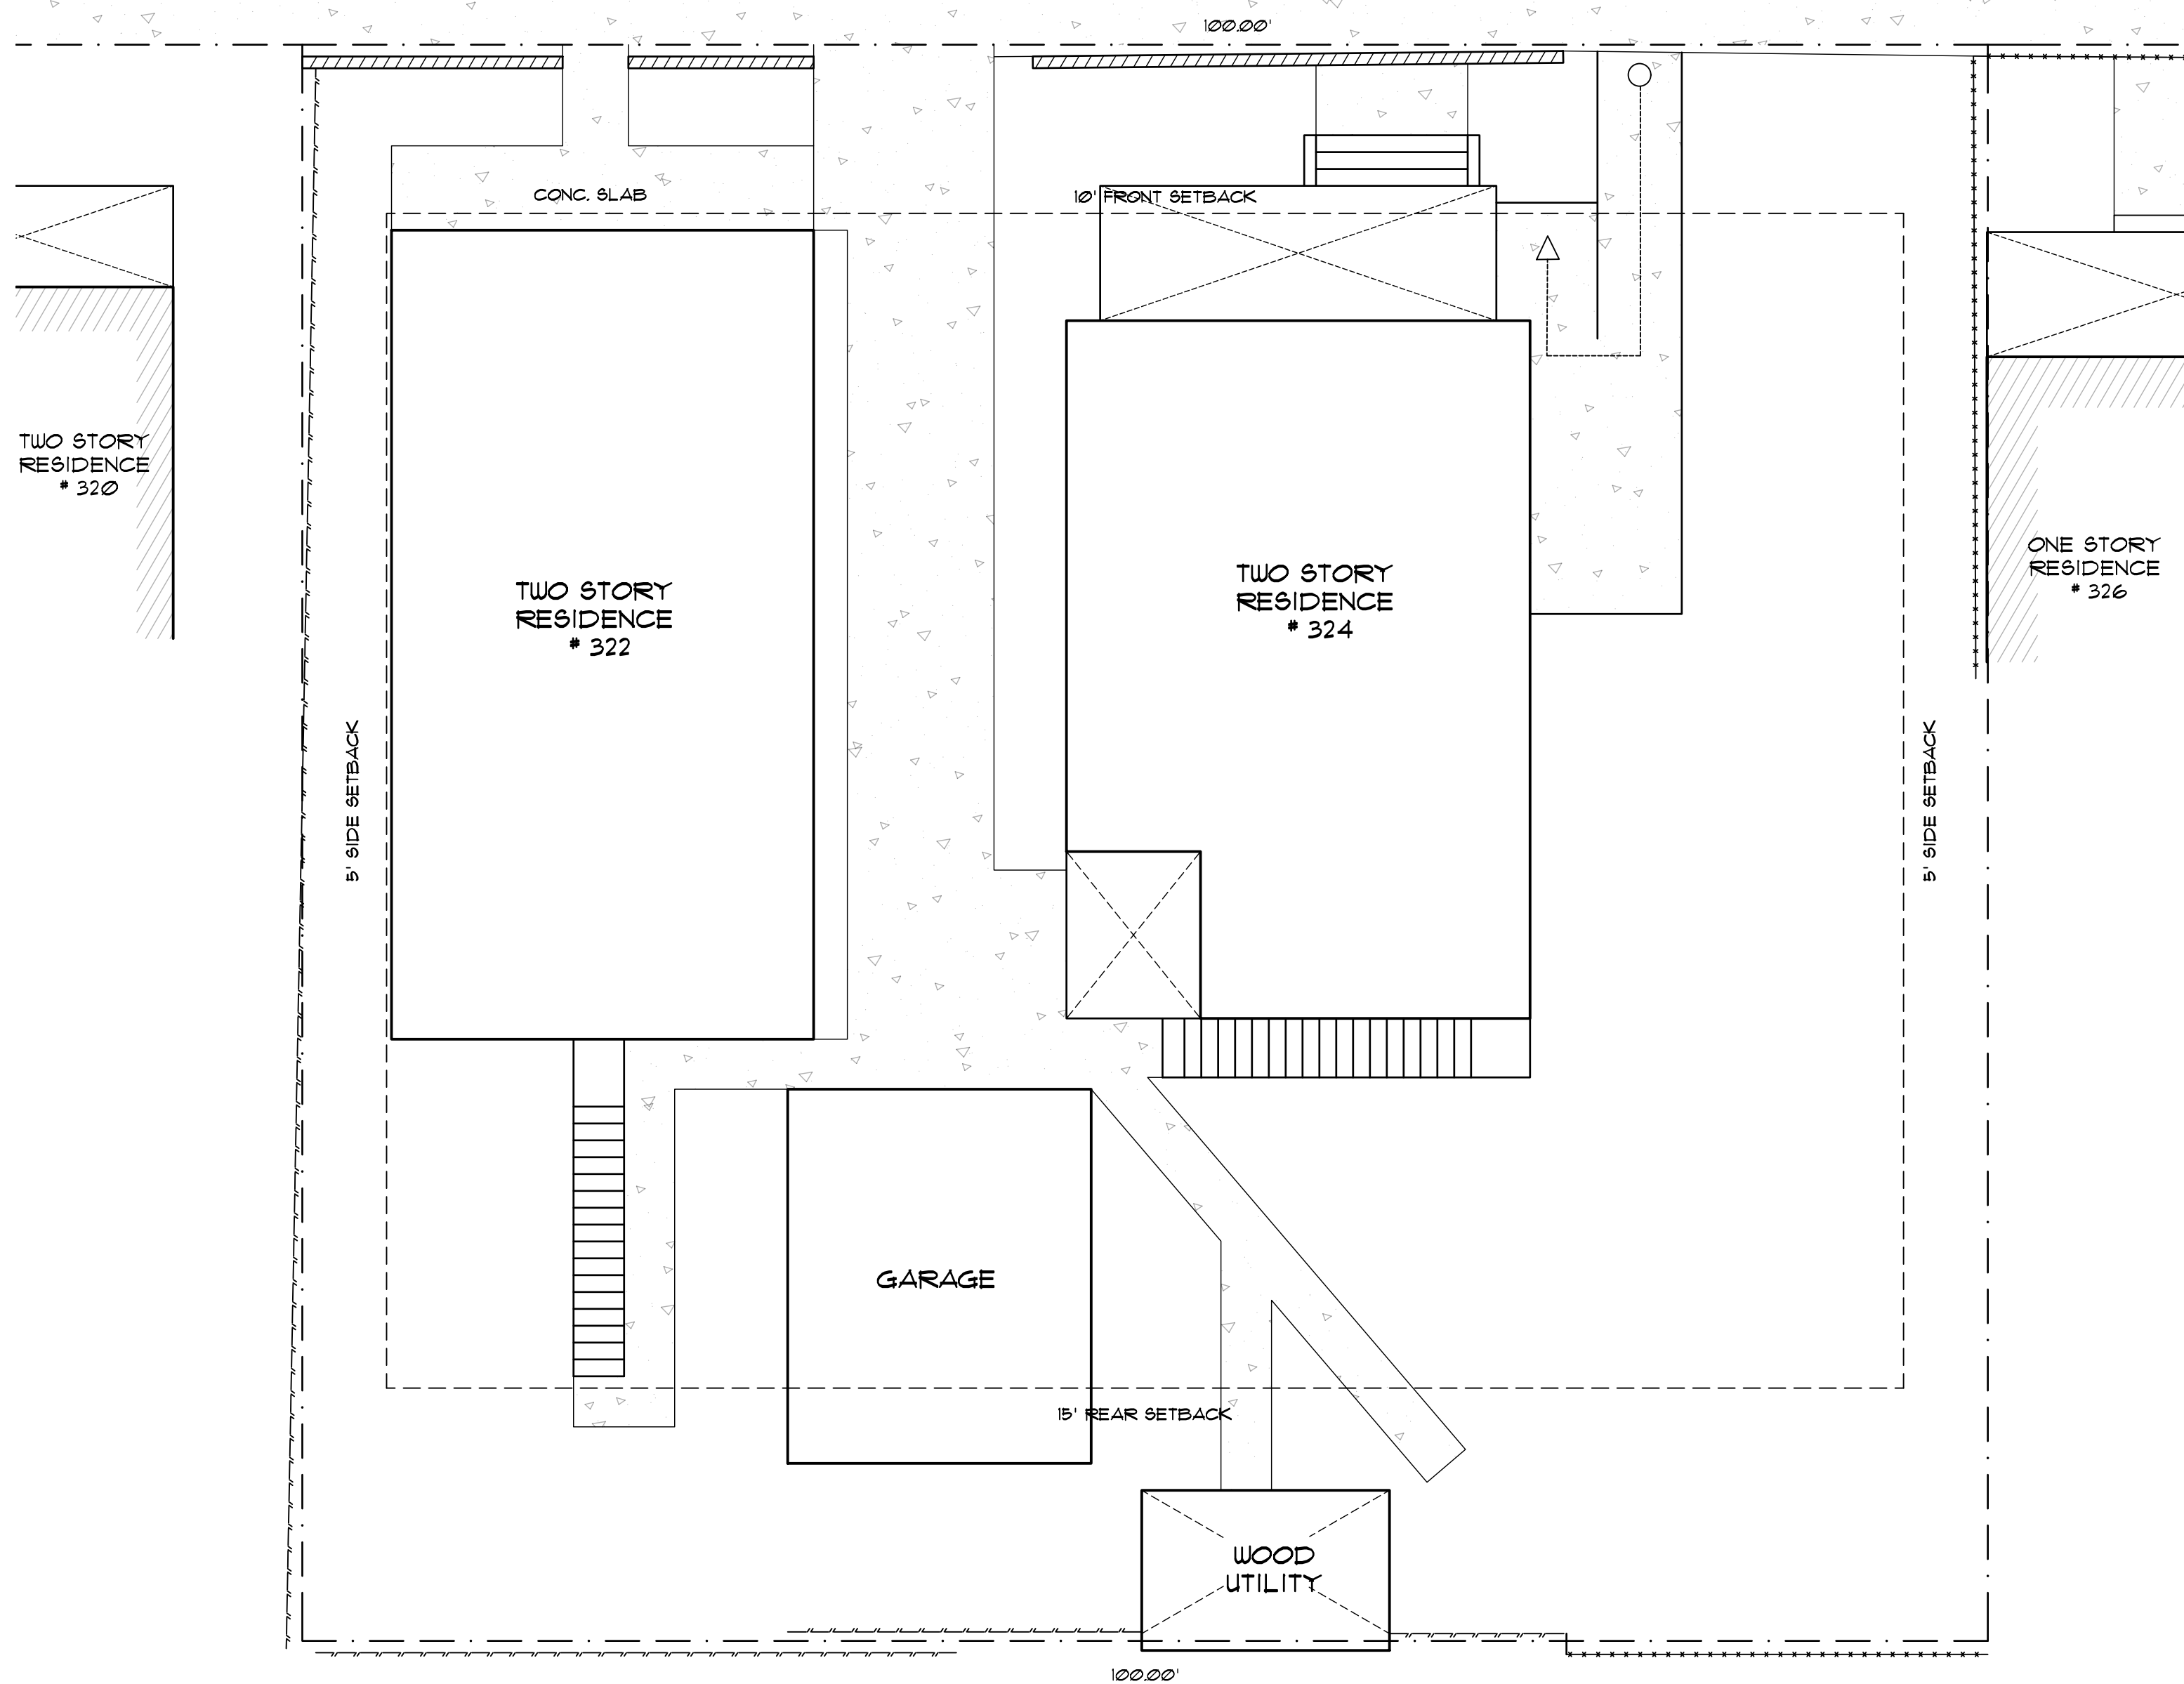 100.00'
CONC. SLAB
10' FRONT SETBACK
TWO STORY
RESIDENCE
# 320
TWO STORY
RESIDENCE
# 322
TWO STORY
RESIDENCE
# 324
ONE STORY
RESIDENCE
# 326
5' SIDE SETBACK
5' SIDE SETBACK
GARAGE
15' REAR SETBACK
WOOD
UTILITY
100.00'